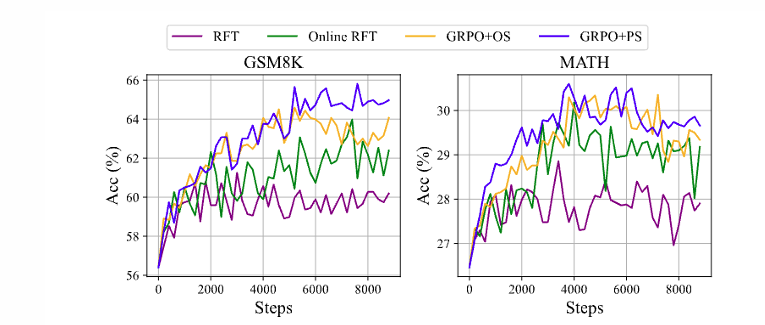 RFT Online RFT GRPO+OS GRPO+PS
GSM8K
66
64
62
60
58
56
Acc (%)
0 2000 4000 6000 8000
Steps
MATH
30
29
28
27
Acc (%)
0 2000 4000 6000 8000
Steps